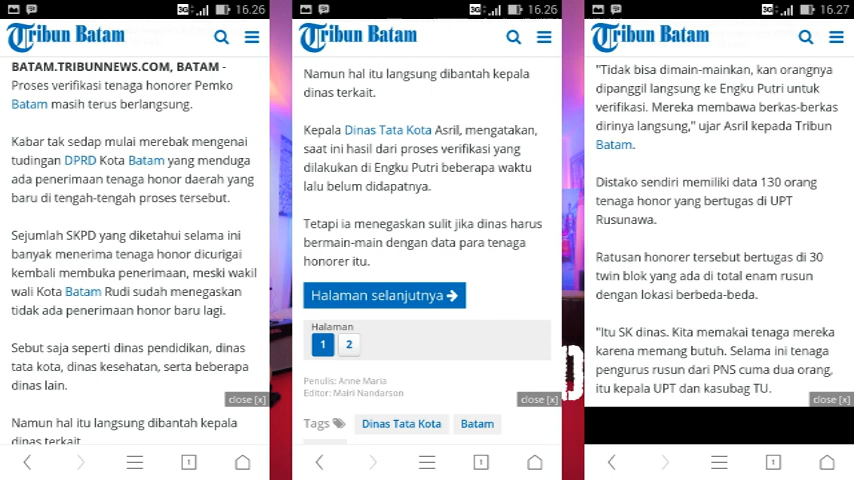 3G 16.26
Tribun Batam
BATAM.TRIBUNNEWS.COM, BATAM -
Proses verifikasi tenaga honorer Pemko
Batam masih terus berlangsung.
Kabar tak sedap mulai merebak mengenai
tudingan DPRD Kota Batam yang menduga
ada penerimaan tenaga honor daerah yang
baru di tengah-tengah proses tersebut.
Sejumlah SKPD yang diketahui selama ini
banyak menerima tenaga honor dicurigai
kembali membuka penerimaan, meski wakil
wali Kota Batam Rudi sudah menegaskan
tidak ada penerimaan honor baru lagi.
Sebut saja seperti dinas pendidikan, dinas
tata kota, dinas kesehatan, serta beberapa
dinas lain.
close [x]
Namun hal itu langsung dibantah kepala
dinas terkait
1
3G 16.26
Tribun Batam
Namun hal itu langsung dibantah kepala
dinas terkait.
Kepala Dinas Tata Kota Asril, mengatakan,
saat ini hasil dari proses verifikasi yang
dilakukan di Engku Putri beberapa waktu
lalu belum didapatnya.
Tetapi ia menegaskan sulit jika dinas harus
bermain-main dengan data para tenaga
honorer itu.
Halaman selanjutnya
Halaman
1 2
Penulis: Anne Maria
Editor: Mairi Nandarson
close [x]
Tags Dinas Tata Kota Batam
1
3G 16.27
Tribun Batam
"Tidak bisa dimain-mainkan, kan orangnya
dipanggil langsung ke Engku Putri untuk
verifikasi. Mereka membawa berkas-berkas
dirinya langsung," ujar Asril kepada Tribun
Batam.
Distako sendiri memiliki data 130 orang
tenaga honor yang bertugas di UPT
Rusunawa.
Ratusan honorer tersebut bertugas di 30
twin blok yang ada di total enam rusun
dengan lokasi berbeda-beda.
"Itu SK dinas. Kita memakai tenaga mereka
karena memang butuh. Selama ini tenaga
pengurus rusun dari PNS cuma dua orang,
itu kepala UPT dan kasubag TU.
close [x]
1